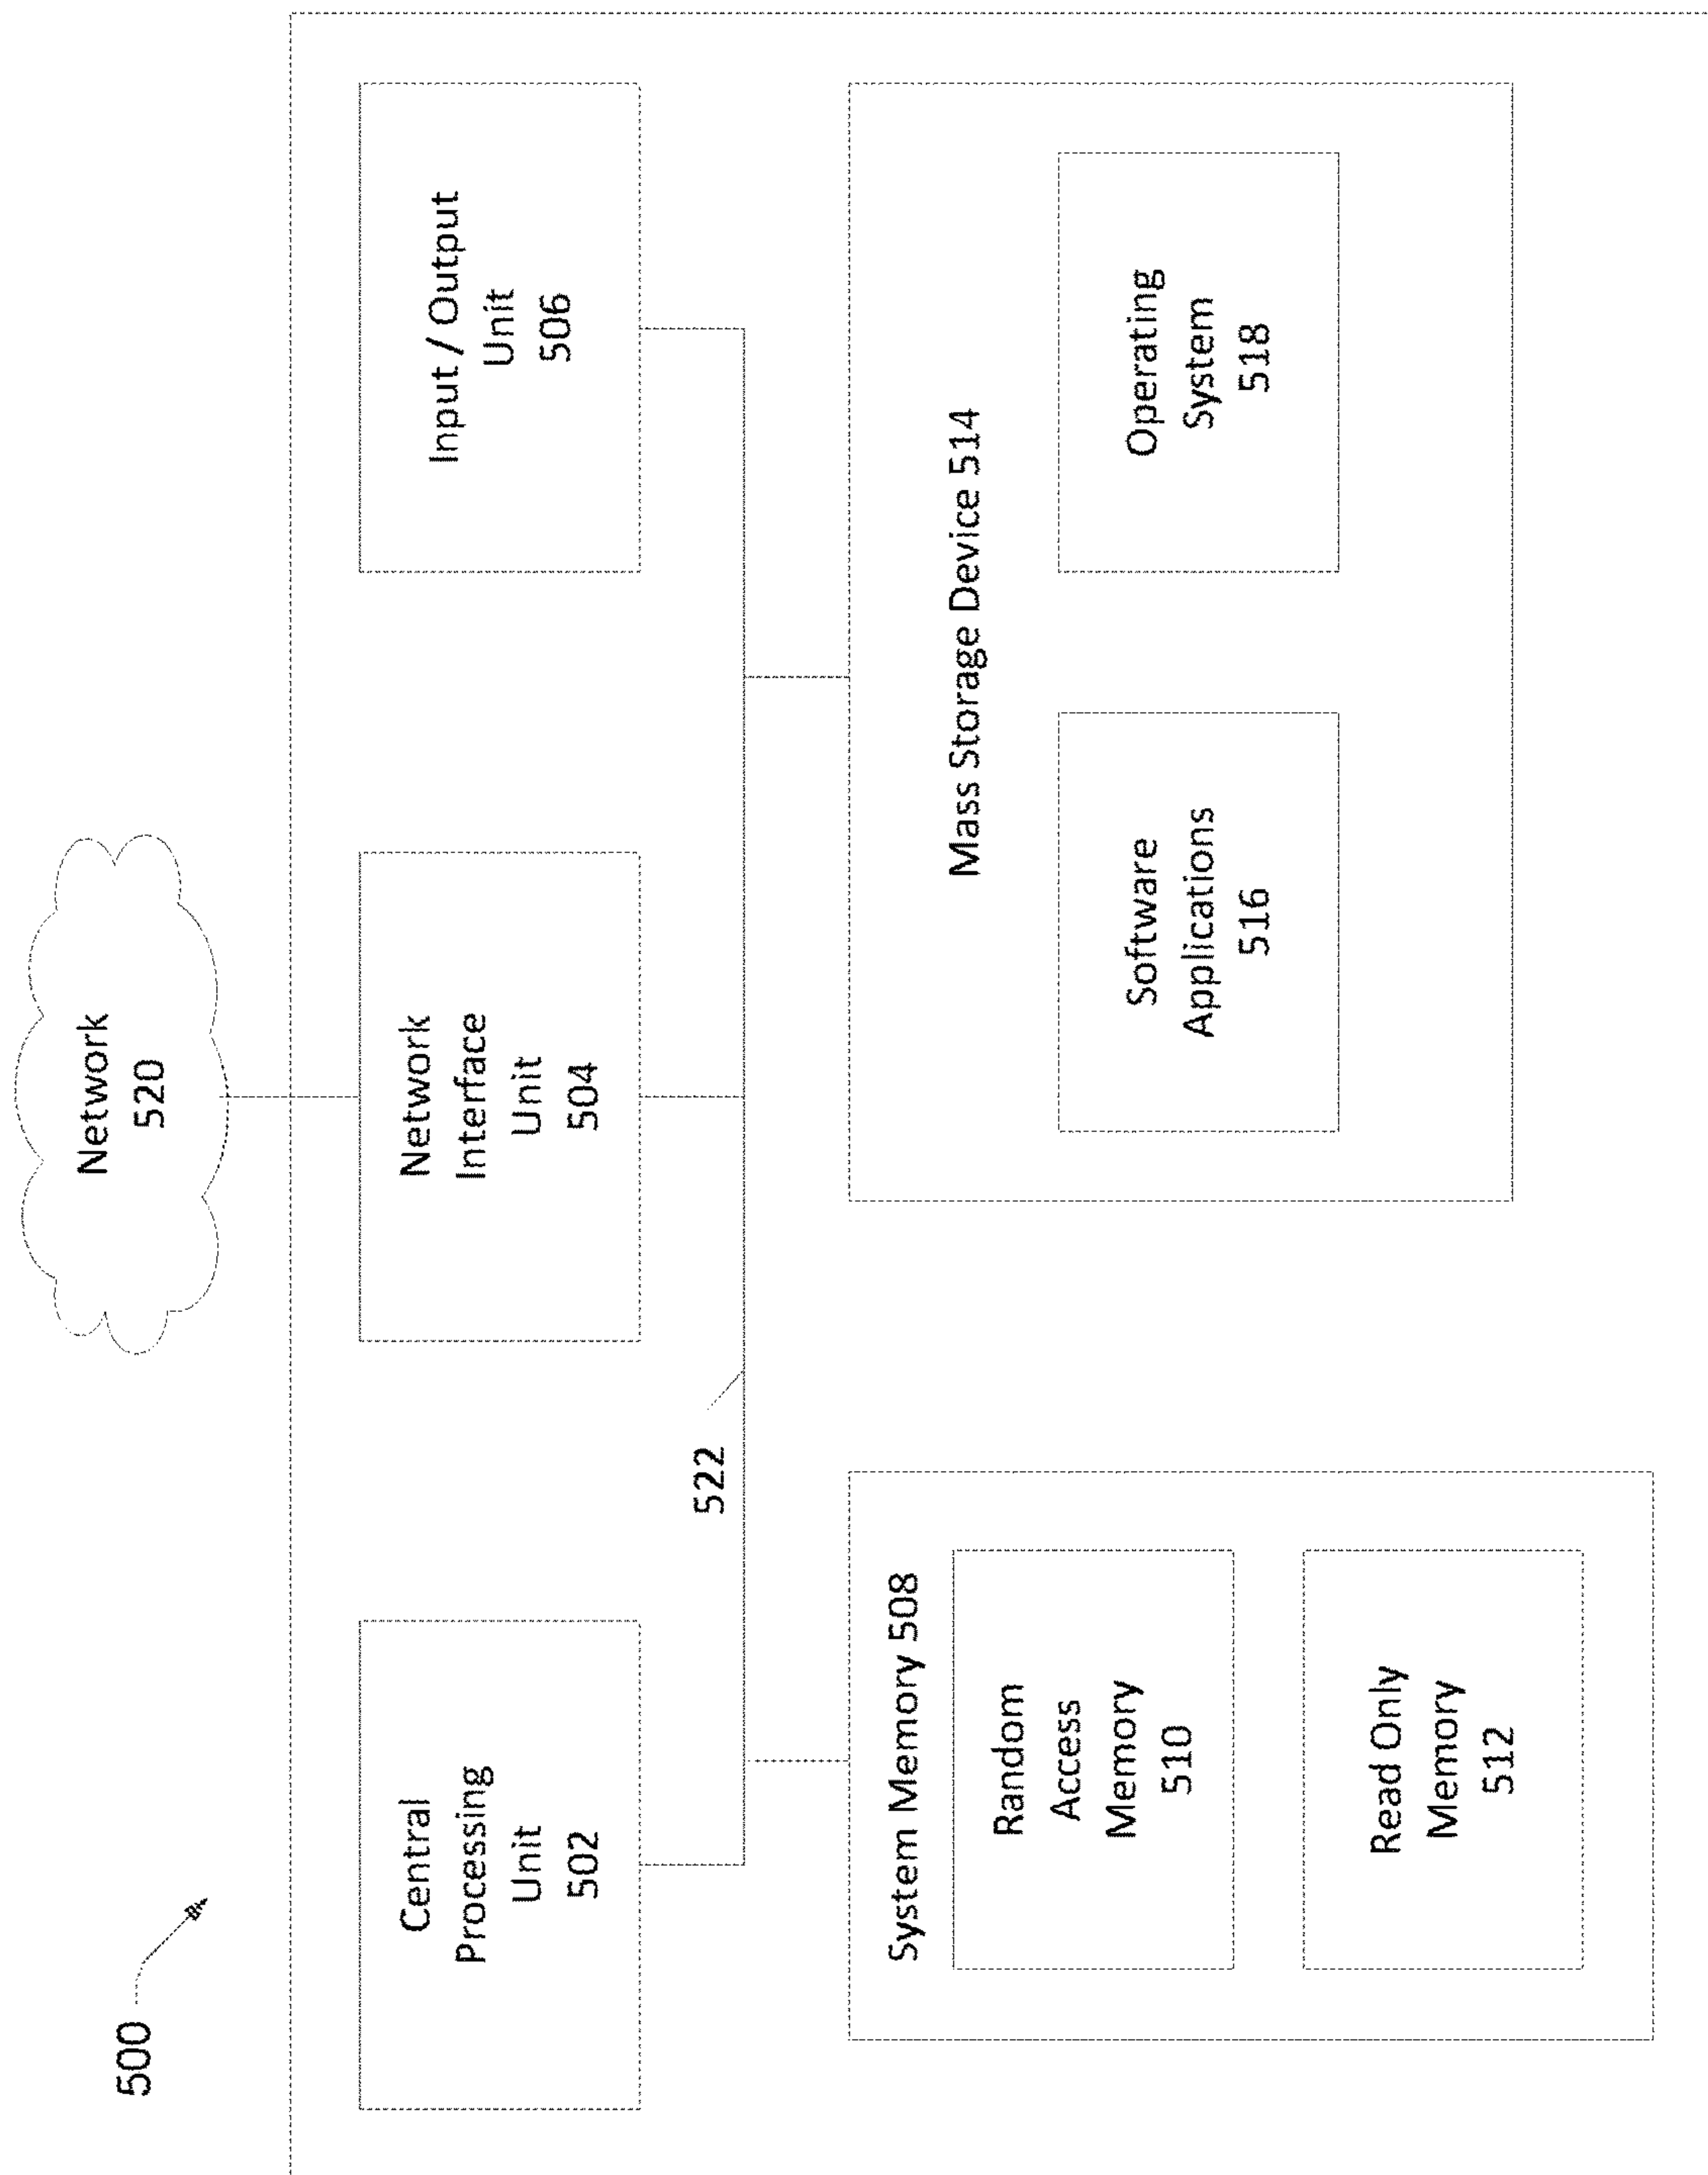 500
Network
520
Central
Processing
Unit
502
Network
Interface
Unit
504
Input / Output
Unit
506
522
System Memory 508
Random
Access
Memory
510
Read Only
Memory
512
Mass Storage Device 514
Software
Applications
516
Operating
System
518